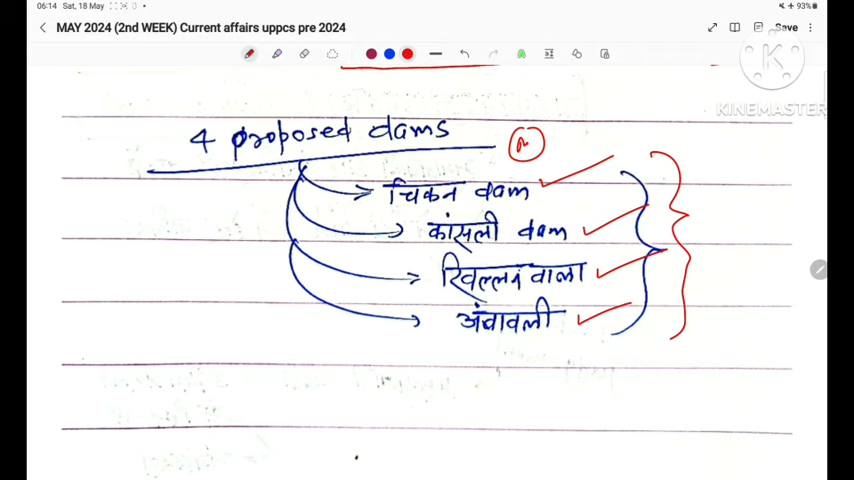 06:14 Sat, 18 May
93%
MAY 2024 (2nd WEEK) Current affairs uppcs pre 2024
Save
KINEMASTER
4 proposed dams
चिकन dam
कांसली dam
खिल्लनवाला
अंबावली